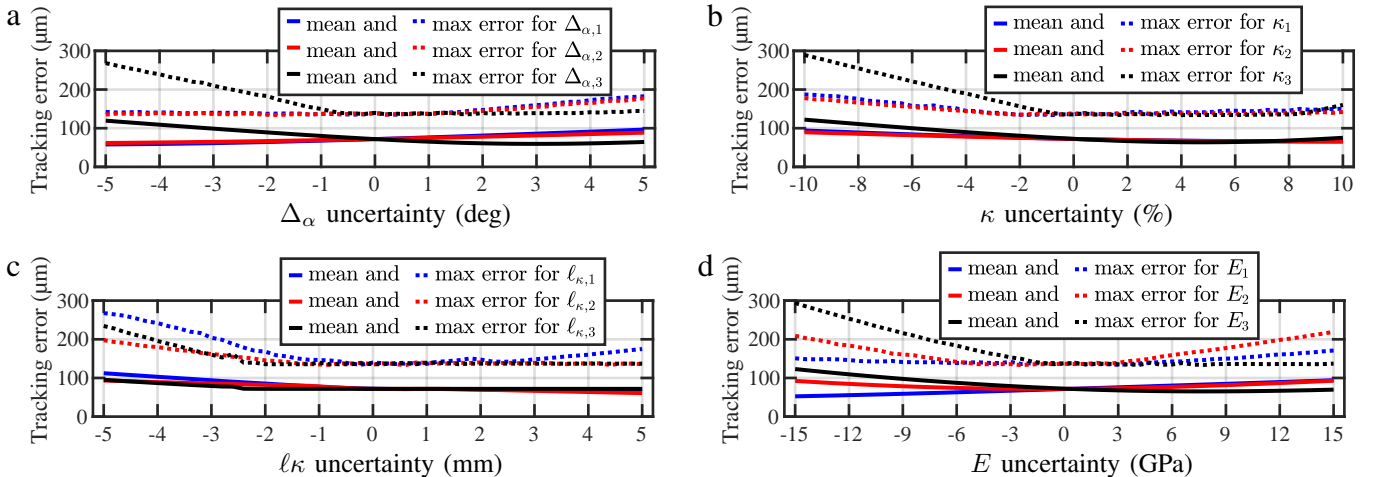 a
mean and max error for Δα,1
mean and max error for Δα,2
mean and max error for Δα,3
Tracking error (μm)
300
200
100
0
-5 -4 -3 -2 -1 0 1 2 3 4 5
Δα uncertainty (deg)
b
mean and max error for κ1
mean and max error for κ2
mean and max error for κ3
Tracking error (μm)
300
200
100
0
-10 -8 -6 -4 -2 0 2 4 6 8 10
κ uncertainty (%)
c
mean and max error for ℓκ,1
mean and max error for ℓκ,2
mean and max error for ℓκ,3
Tracking error (μm)
300
200
100
0
-5 -4 -3 -2 -1 0 1 2 3 4 5
ℓκ uncertainty (mm)
d
mean and max error for E1
mean and max error for E2
mean and max error for E3
Tracking error (μm)
300
200
100
0
-15 -12 -9 -6 -3 0 3 6 9 12 15
E uncertainty (GPa)